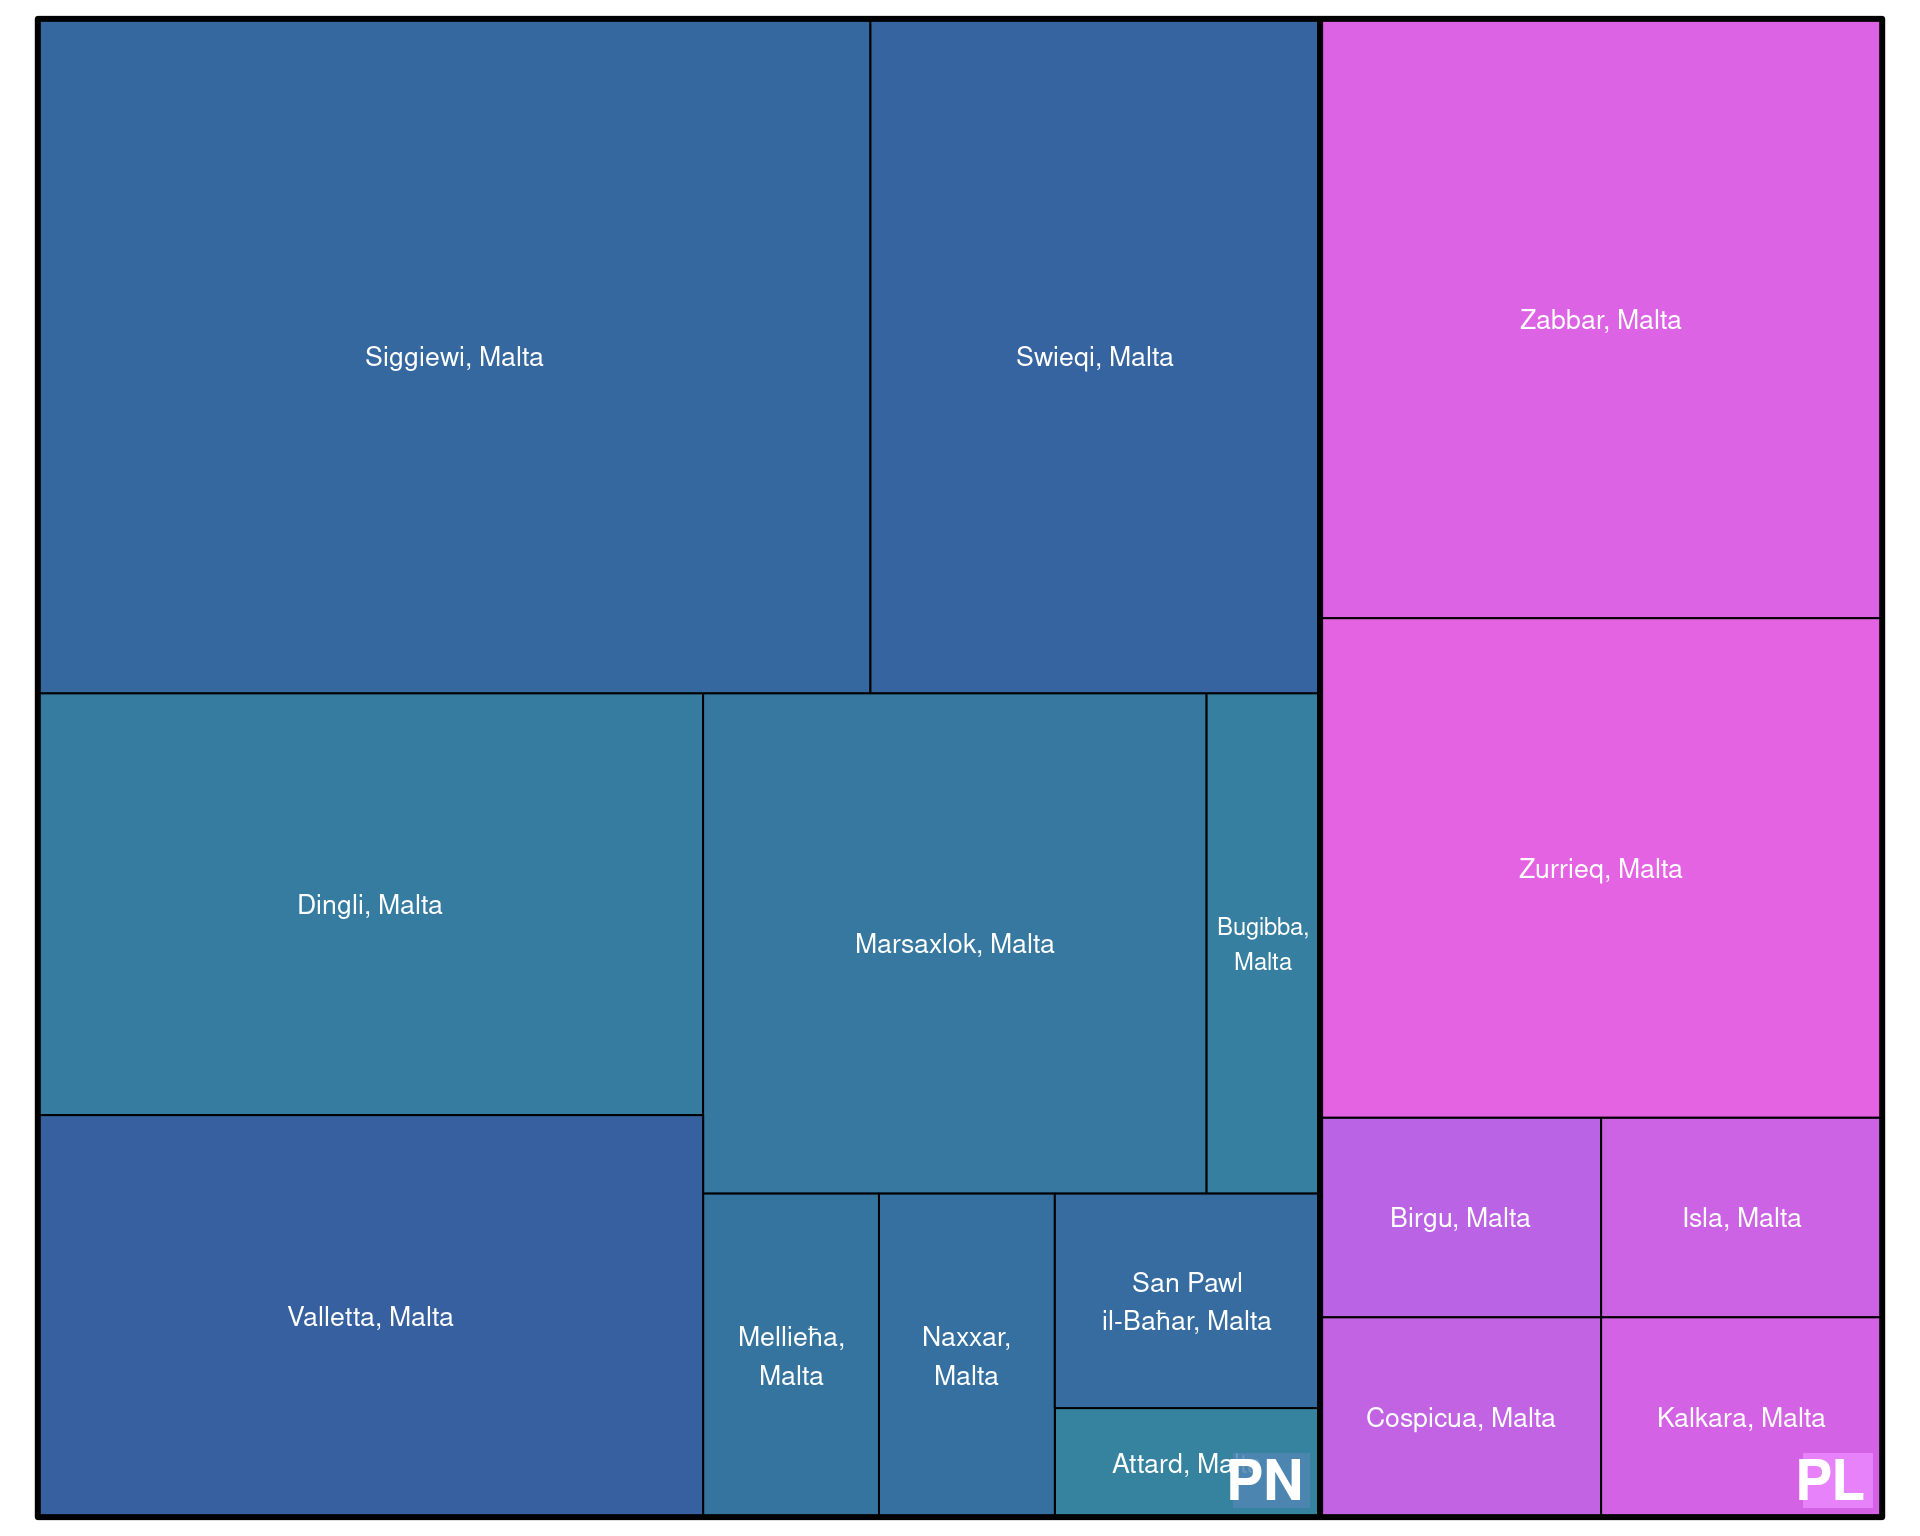 Siggiewi, Malta
Swieqi, Malta
Zabbar, Malta
Zurrieq, Malta
Dingli, Malta
Marsaxlok, Malta
Bugibba,
Malta
Valletta, Malta
Mellieħa,
Malta
Naxxar,
Malta
San Pawl
il-Baħar, Malta
Attard, Ma
PN
Birgu, Malta
Isla, Malta
Cospicua, Malta
Kalkara, Malta
PL